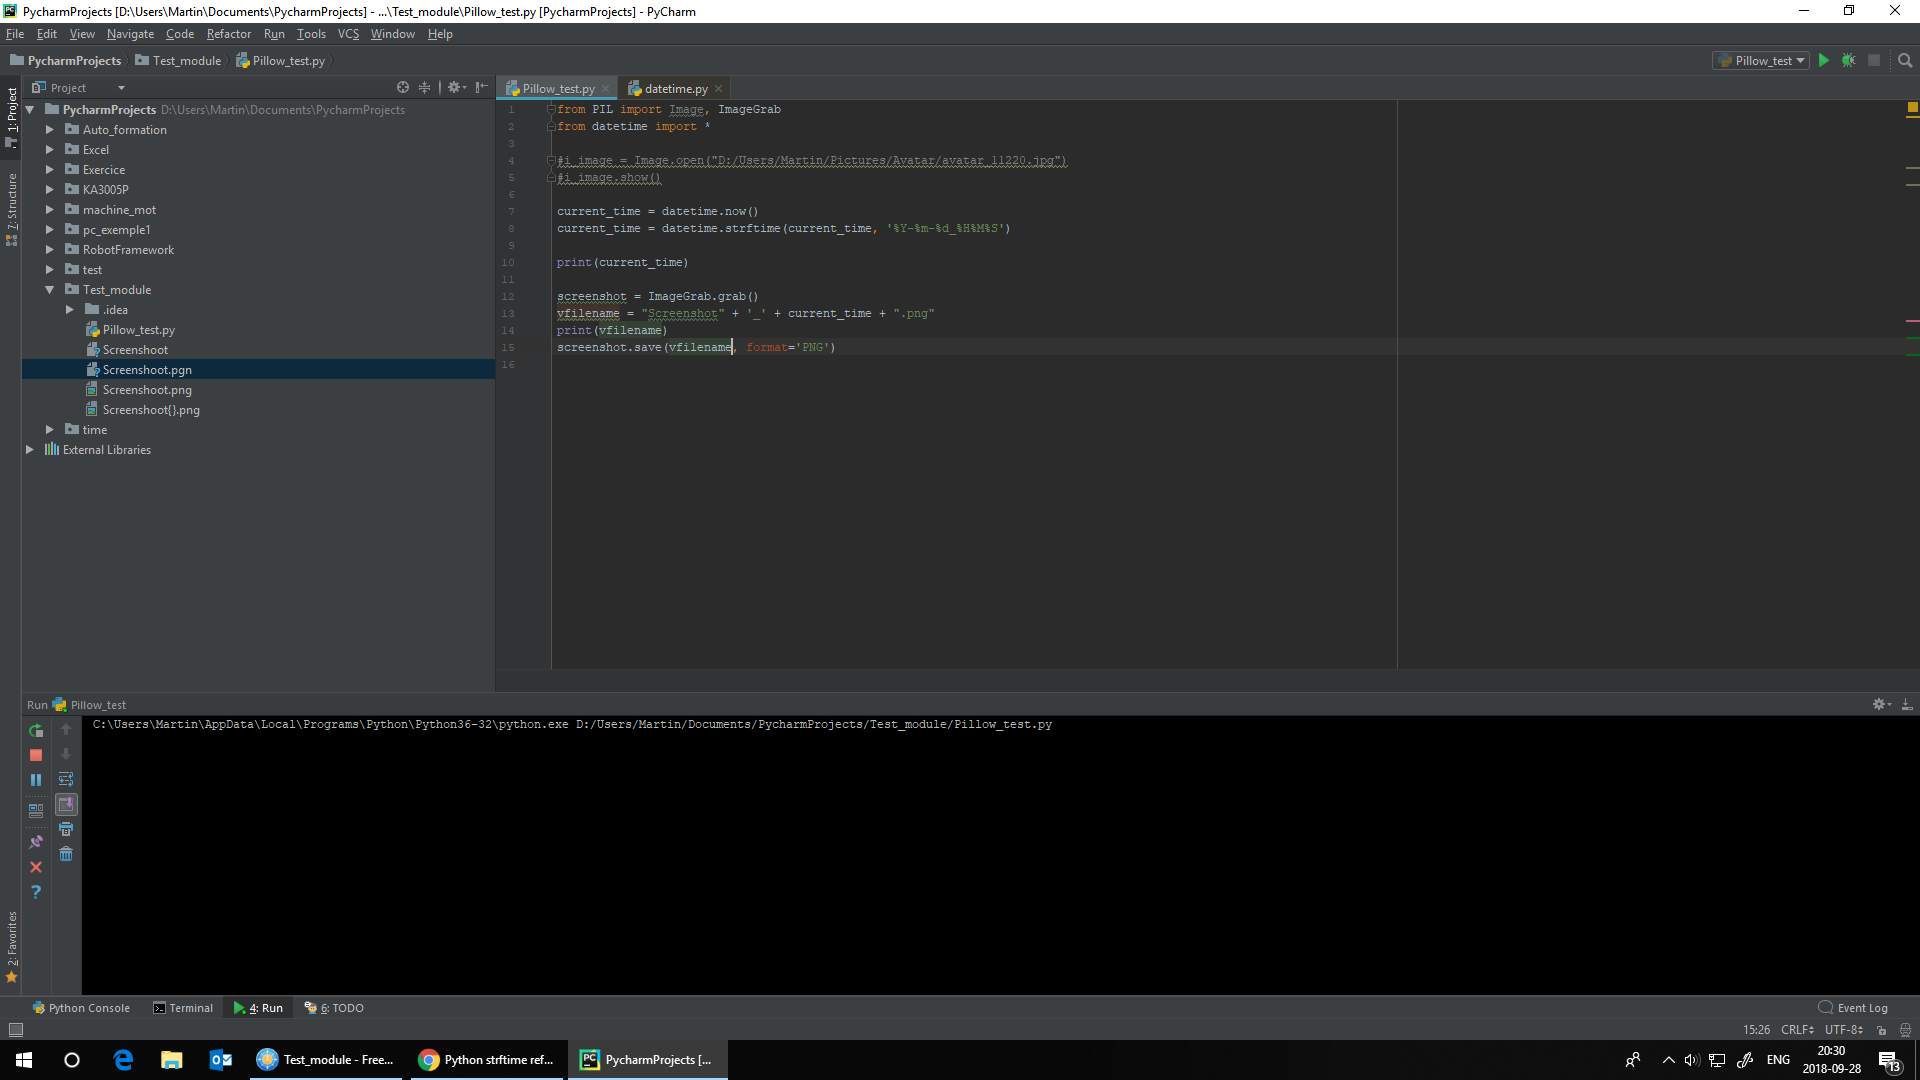 PycharmProjects [D:\Users\Martin\Documents\PycharmProjects] - ...\Test_module\Pillow_test.py [PycharmProjects] - PyCharm
File Edit View Navigate Code Refactor Run Tools VCS Window Help
PycharmProjects Test_module Pillow_test.py Pillow_test
Project
Pillow_test.py datetime.py
1: Project
7: Structure
2: Favorites
PycharmProjects D:\Users\Martin\Documents\PycharmProjects
Auto_formation
Excel
Exercice
KA3005P
machine_mot
pc_exemple1
RobotFramework
test
Test_module
.idea
Pillow_test.py
Screenshoot
Screenshoot.pgn
Screenshoot.png
Screenshoot{}.png
time
External Libraries
1 from PIL import Image, ImageGrab
2 from datetime import *
3
4 #i_image = Image.open("D:/Users/Martin/Pictures/Avatar/avatar_11220.jpg")
5 #i_image.show()
6
7 current_time = datetime.now()
8 current_time = datetime.strftime(current_time, '%Y-%m-%d_%H%M%S')
9
10 print(current_time)
11
12 screenshot = ImageGrab.grab()
13 vfilename = "Screenshot" + '_' + current_time + ".png"
14 print(vfilename)
15 screenshot.save(vfilename, format='PNG')
16
Run Pillow_test
C:\Users\Martin\AppData\Local\Programs\Python\Python36-32\python.exe D:/Users/Martin/Documents/PycharmProjects/Test_module/Pillow_test.py
Python Console Terminal 4: Run 6: TODO Event Log
15:26 CRLF UTF-8
Test_module - Free... Python strftime ref... PycharmProjects [... ENG
20:30
2018-09-28
13